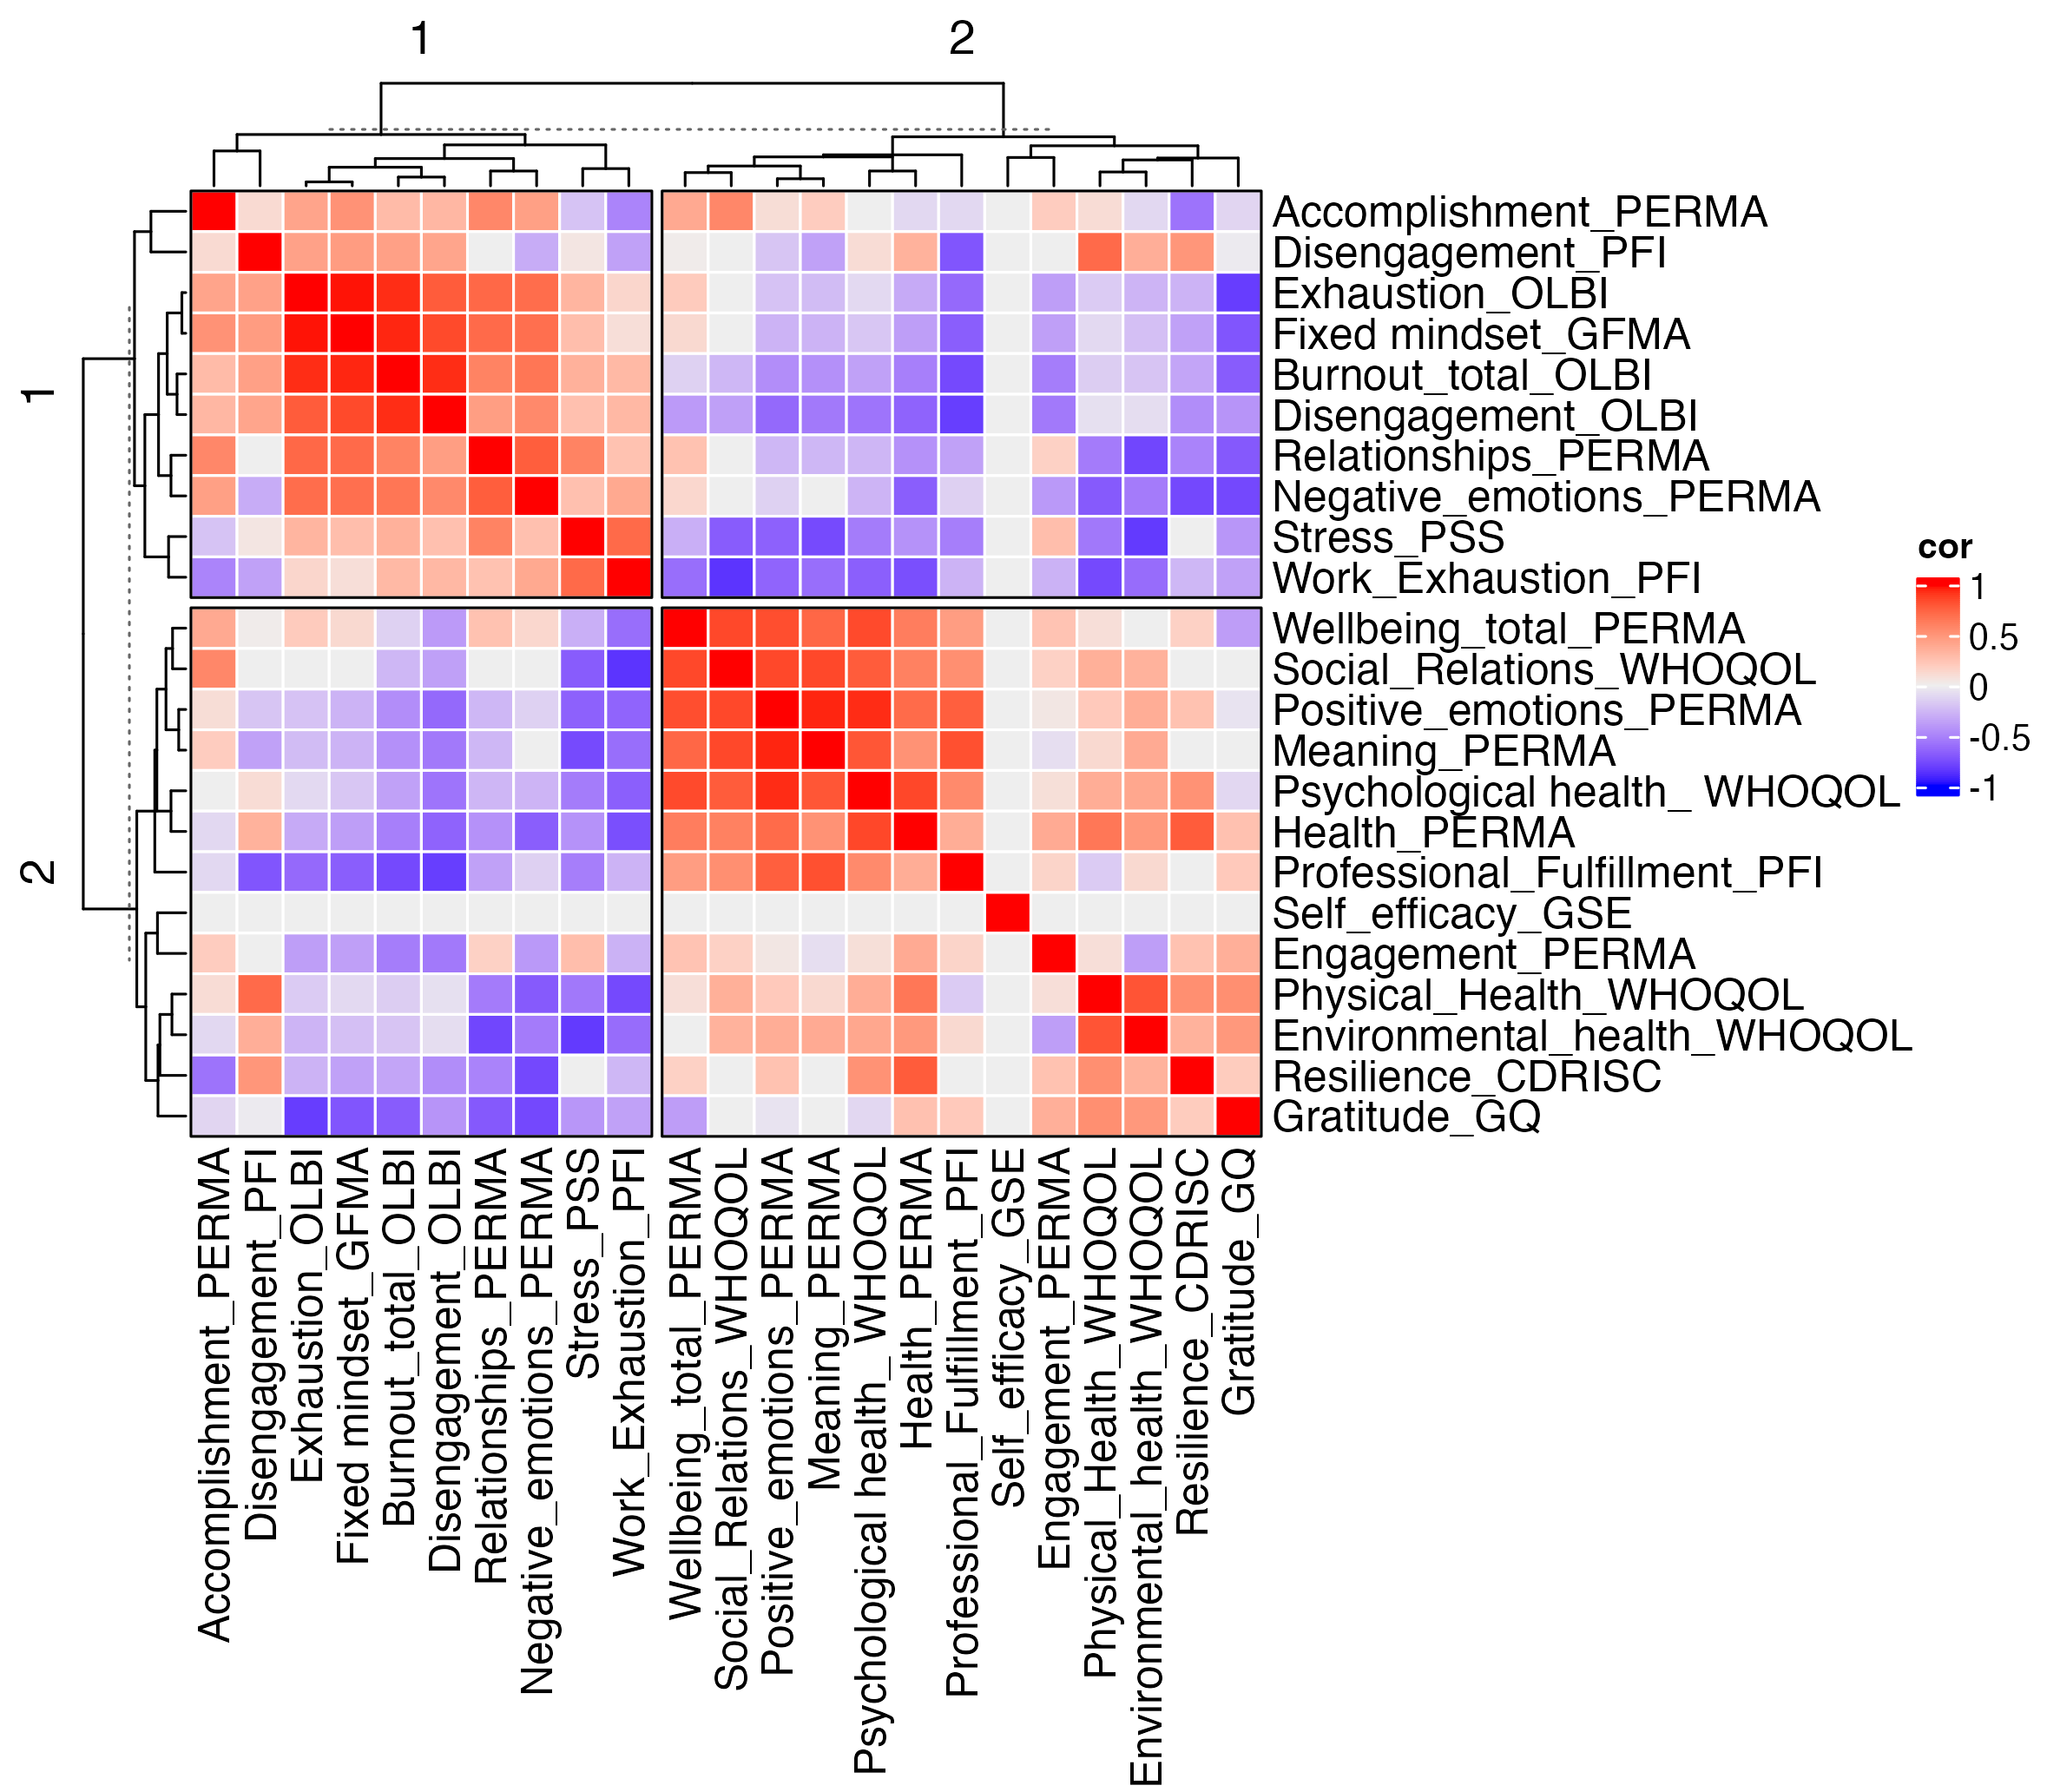 1
2
1
2
Accomplishment_PERMA
Disengagement_PFI
Exhaustion_OLBI
Fixed mindset_GFMA
Burnout_total_OLBI
Disengagement_OLBI
Relationships_PERMA
Negative_emotions_PERMA
Stress_PSS
Work_Exhaustion_PFI
Wellbeing_total_PERMA
Social_Relations_WHOQOL
Positive_emotions_PERMA
Meaning_PERMA
Psychological health_ WHOQOL
Health_PERMA
Professional_Fulfillment_PFI
Self_efficacy_GSE
Engagement_PERMA
Physical_Health_WHOQOL
Environmental_health_WHOQOL
Resilience_CDRISC
Gratitude_GQ
cor
1
0.5
0
-0.5
-1
Accomplishment_PERMA
Disengagement_PFI
Exhaustion_OLBI
Fixed mindset_GFMA
Burnout_total_OLBI
Disengagement_OLBI
Relationships_PERMA
Negative_emotions_PERMA
Stress_PSS
Work_Exhaustion_PFI
Wellbeing_total_PERMA
Social_Relations_WHOQOL
Positive_emotions_PERMA
Meaning_PERMA
Psychological health_ WHOQOL
Health_PERMA
Professional_Fulfillment_PFI
Self_efficacy_GSE
Engagement_PERMA
Physical_Health_WHOQOL
Environmental_health_WHOQOL
Resilience_CDRISC
Gratitude_GQ